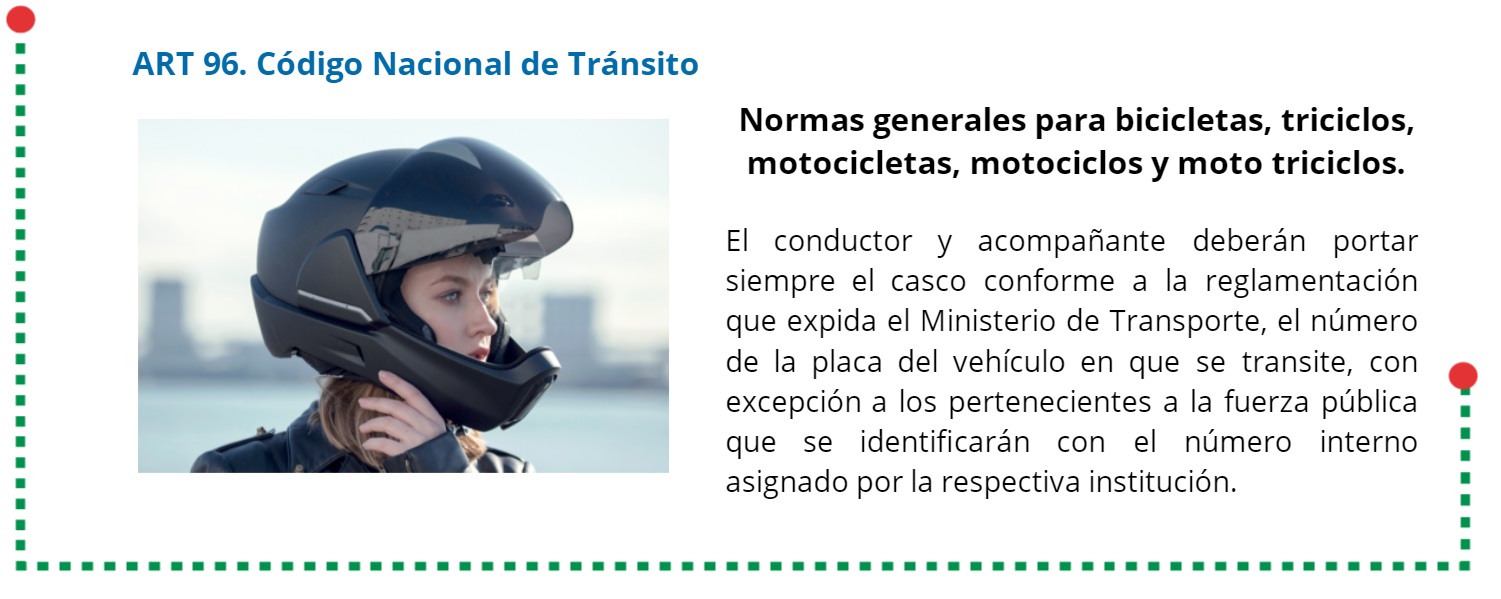 ART 96. Código Nacional de Tránsito
Normas generales para bicicletas, triciclos,
motocicletas, motociclos y moto triciclos.
El conductor y acompañante deberán portar
siempre el casco conforme a la reglamentación
que expida el Ministerio de Transporte, el número
de la placa del vehículo en que se transite, con
excepción a los pertenecientes a la fuerza pública
que se identificarán con el número interno
asignado por la respectiva institución.